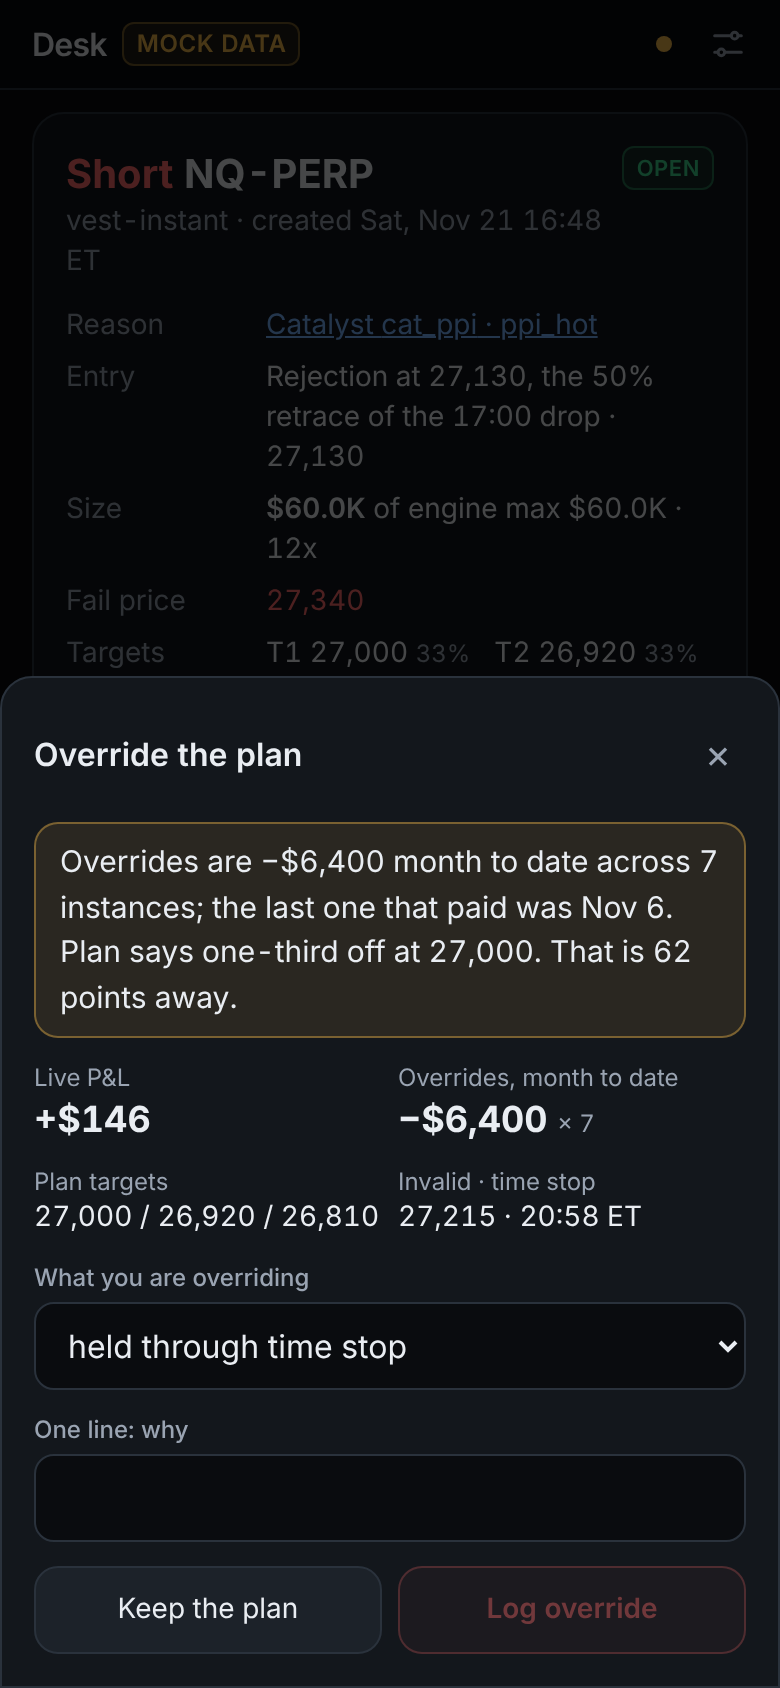 Desk MOCK DATA
Short NQ-PERP OPEN
vest-instant · created Sat, Nov 21 16:48
ET
Reason Catalyst cat_ppi · ppi_hot
Entry Rejection at 27,130, the 50%
retrace of the 17:00 drop ·
27,130
Size $60.0K of engine max $60.0K ·
12x
Fail price 27,340
Targets T1 27,000 33% T2 26,920 33%
Override the plan ×
Overrides are −$6,400 month to date across 7
instances; the last one that paid was Nov 6.
Plan says one-third off at 27,000. That is 62
points away.
Live P&L Overrides, month to date
+$146 −$6,400 × 7
Plan targets Invalid · time stop
27,000 / 26,920 / 26,810 27,215 · 20:58 ET
What you are overriding
held through time stop
One line: why
Keep the plan Log override